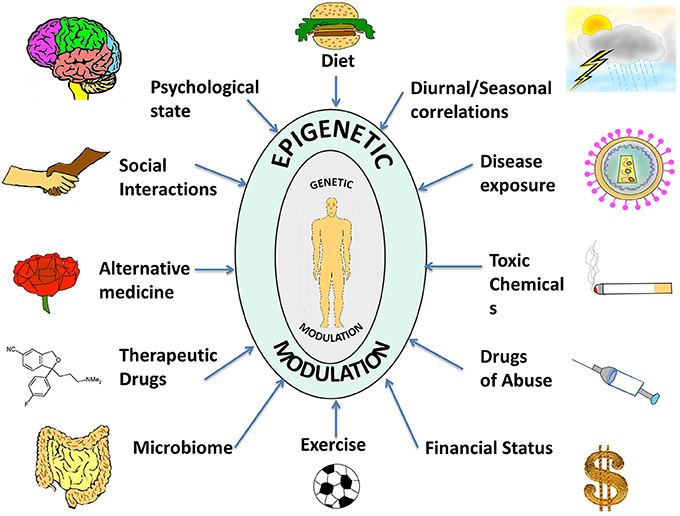 Diet
Psychological
state
Diurnal/Seasonal
correlations
EPIGENETIC
Social
Interactions
GENETIC
Disease
exposure
Alternative
medicine
Toxic
Chemical
s
MODULATION
Therapeutic
Drugs
MODULATION
Drugs
of Abuse
NC
O
NMe₂
F
Microbiome
Exercise
Financial Status
$